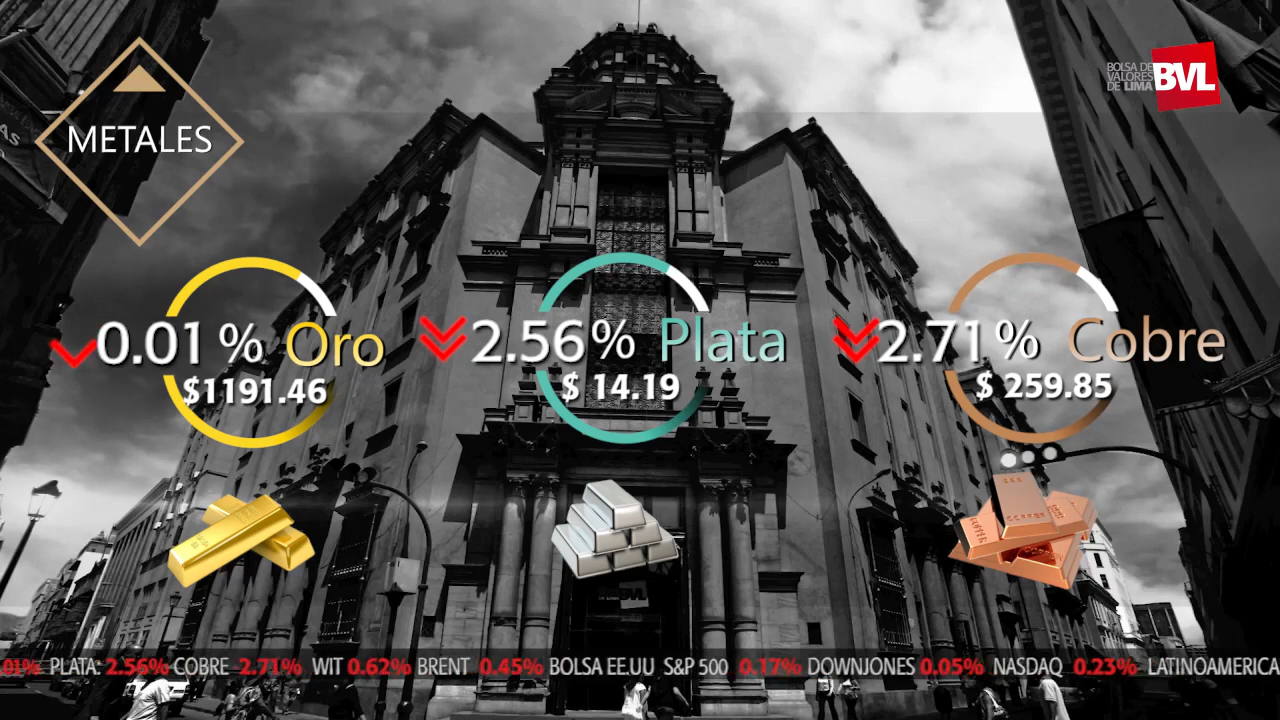 BOLSA DE
VALORES
DE LIMA
BVL
METALES
0.01 % Oro
$1191.46
2.56% Plata
$ 14.19
2.71 % Cobre
$ 259.85
BVL
.01% PLATA: 2.56% COBRE 2.71% WIT 0.62% BRENT 0.45% BOLSA EE.UU S&P 500 0.17% DOWNJONES 0.05% NASDAQ 0.23% LATINOAMERICA